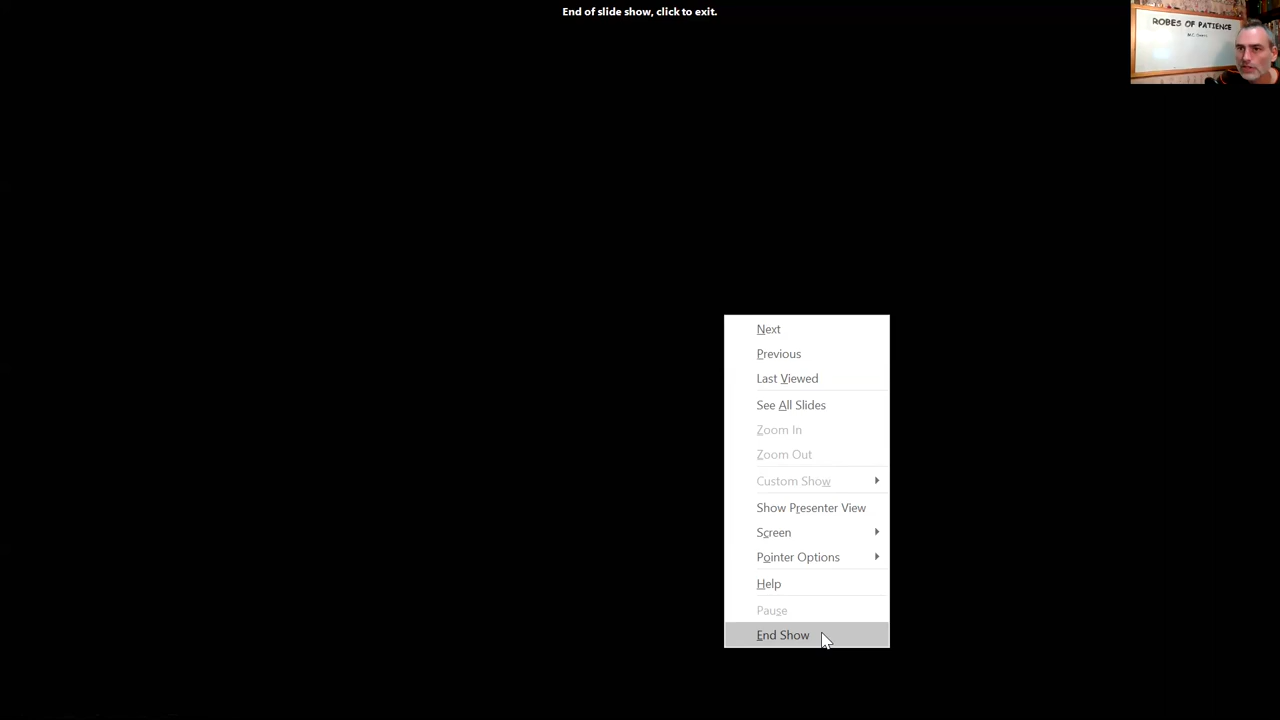 End of slide show, click to exit.
ROBES OF PATIENCE
Next
Previous
Last Viewed
See All Slides
Zoom In
Zoom Out
Custom Show
Show Presenter View
Screen
Pointer Options
Help
Pause
End Show